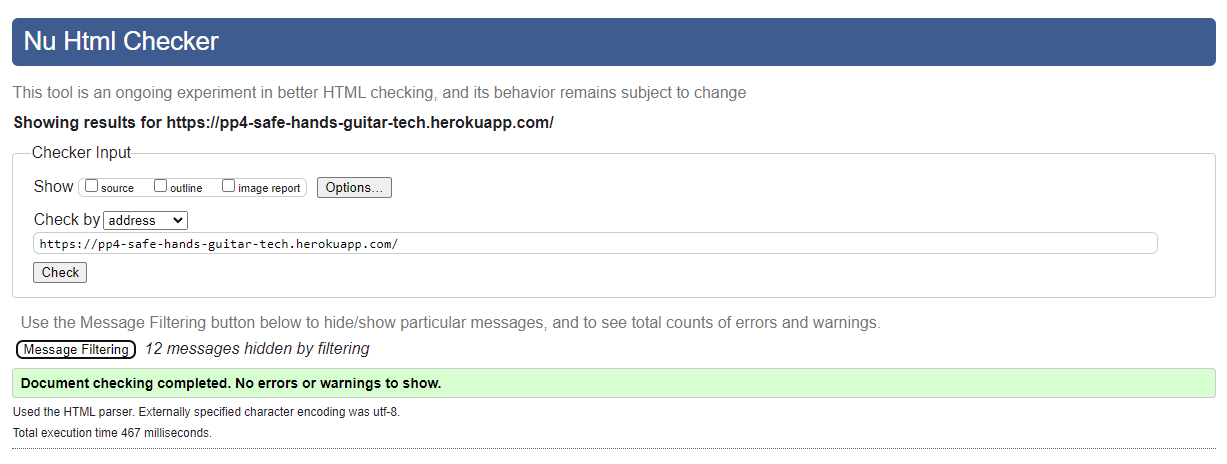 Nu Html Checker
This tool is an ongoing experiment in better HTML checking, and its behavior remains subject to change
Showing results for https://pp4-safe-hands-guitar-tech.herokuapp.com/
Checker Input
Show source outline image report Options...
Check by address
https://pp4-safe-hands-guitar-tech.herokuapp.com/
Check
Use the Message Filtering button below to hide/show particular messages, and to see total counts of errors and warnings.
Message Filtering 12 messages hidden by filtering
Document checking completed. No errors or warnings to show.
Used the HTML parser. Externally specified character encoding was utf-8.
Total execution time 467 milliseconds.